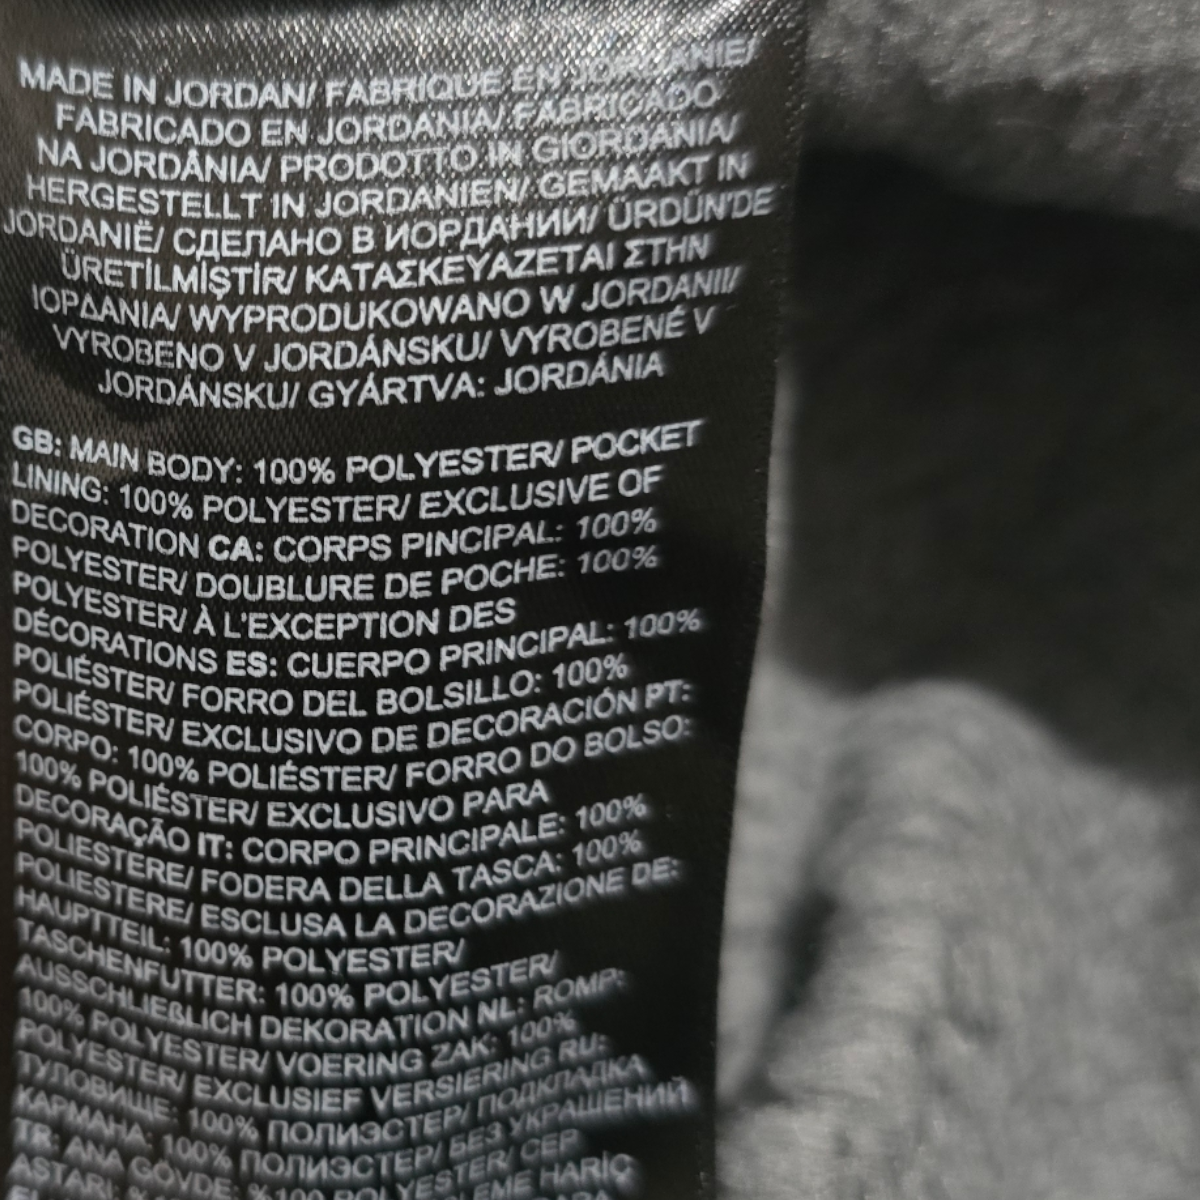 MADE IN JORDAN/ FABRIQUÉ EN JORDANIE/
FABRICADO EN JORDANIA/ FABRICADO
NA JORDÂNIA/ PRODOTTO IN GIORDANIA/
HERGESTELLT IN JORDANIEN/ GEMAAKT IN
JORDANIË/ СДЕЛАНО В ИОРДАНИИ/ ÜRDÜN'DE
ÜRETİLMİŞTİR/ ΚΑΤΑΣΚΕΥΑΖΕΤΑΙ ΣΤΗΝ
ΙΟΡΔΑΝΙΑ/ WYPRODUKOWANO W JORDANII/
VYROBENO V JORDÁNSKU/ VYROBENÉ V
JORDÁNSKU/ GYÁRTVA: JORDÁNIA
GB: MAIN BODY: 100% POLYESTER/ POCKET
LINING: 100% POLYESTER/ EXCLUSIVE OF
DECORATION CA: CORPS PINCIPAL: 100%
POLYESTER/ DOUBLURE DE POCHE: 100%
POLYESTER/ À L'EXCEPTION DES
DÉCORATIONS ES: CUERPO PRINCIPAL: 100%
POLIÉSTER/ FORRO DEL BOLSILLO: 100%
POLIÉSTER/ EXCLUSIVO DE DECORACIÓN PT:
CORPO: 100% POLIÉSTER/ FORRO DO BOLSO:
100% POLIÉSTER/ EXCLUSIVO PARA
DECORAÇÃO IT: CORPO PRINCIPALE: 100%
POLIESTERE/ FODERA DELLA TASCA: 100%
POLIESTERE/ ESCLUSA LA DECORAZIONE DE:
HAUPTTEIL: 100% POLYESTER/
TASCHENFUTTER: 100% POLYESTER/
AUSSCHLIEßLICH DEKORATION NL: ROMP:
100% POLYESTER/ VOERING ZAK: 100%
POLYESTER/ EXCLUSIEF VERSIERING RU:
ТУЛОВИЩЕ: 100% ПОЛИЭСТЕР/ ПОДКЛАДКА
КАРМАНА: 100% ПОЛИЭСТЕР/ БЕЗ УКРАШЕНИЙ
TR: ANA GÖVDE: %100 POLYESTER/ CEP
ASTARI: HARİÇ